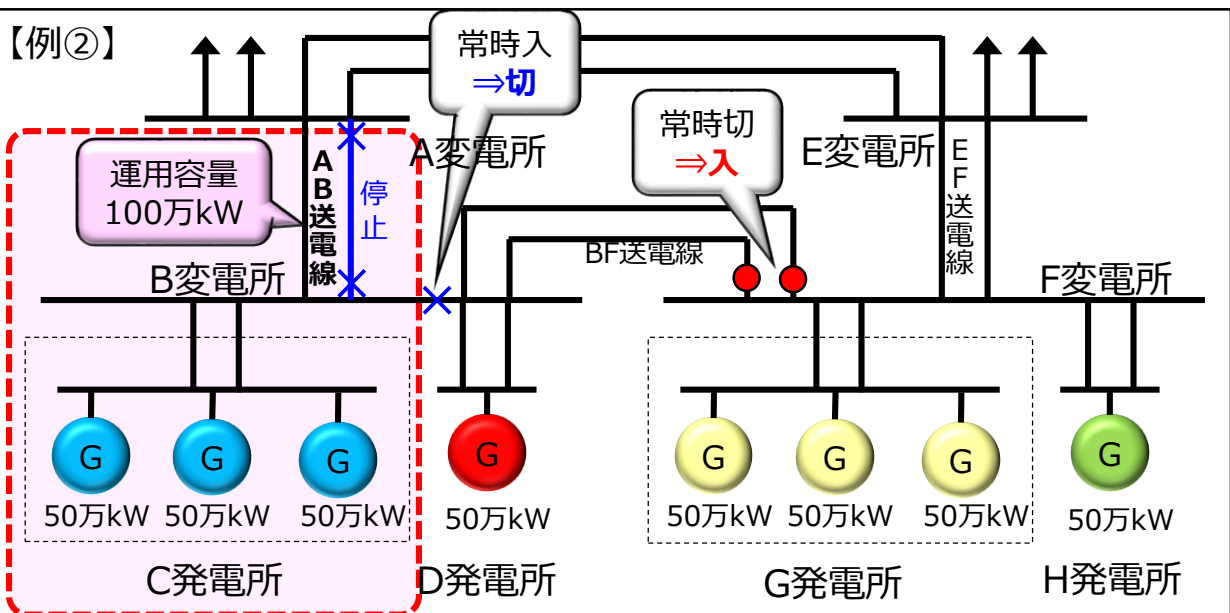 【例②】
常時入
⇒切
常時切
⇒入
A変電所
E変電所
運用容量
100万kW
AB送電線
停止
EF送電線
BF送電線
B変電所
F変電所
G
G
G
G
G
G
G
G
50万kW
50万kW
50万kW
50万kW
50万kW
50万kW
50万kW
50万kW
C発電所
D発電所
G発電所
H発電所